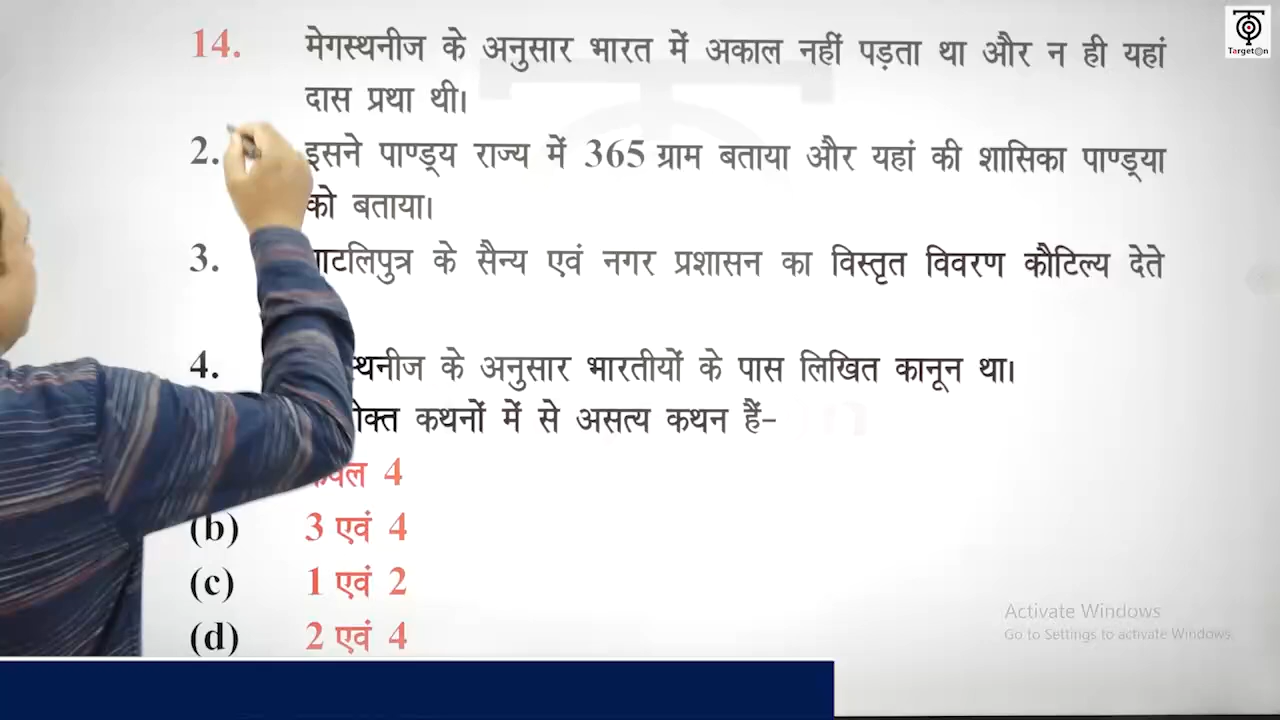 14. मेगस्थनीज के अनुसार भारत में अकाल नहीं पड़ता था और न ही यहां
दास प्रथा थी।
2. इसने पाण्ड्य राज्य में 365 ग्राम बताया और यहां की शासिका पाण्ड्या
को बताया।
3. के सैन्य एवं नगर प्रशासन का विस्तृत विवरण कौटिल्य देते
4. के अनुसार भारतीयों के पास लिखित कानून था।
कथनों में से असत्य कथन हैं-
4
(b) 3 एवं 4
(c) 1 एवं 2
(d) 2 एवं 4
TargetOn
Activate Windows
Go to Settings to activate Windows.